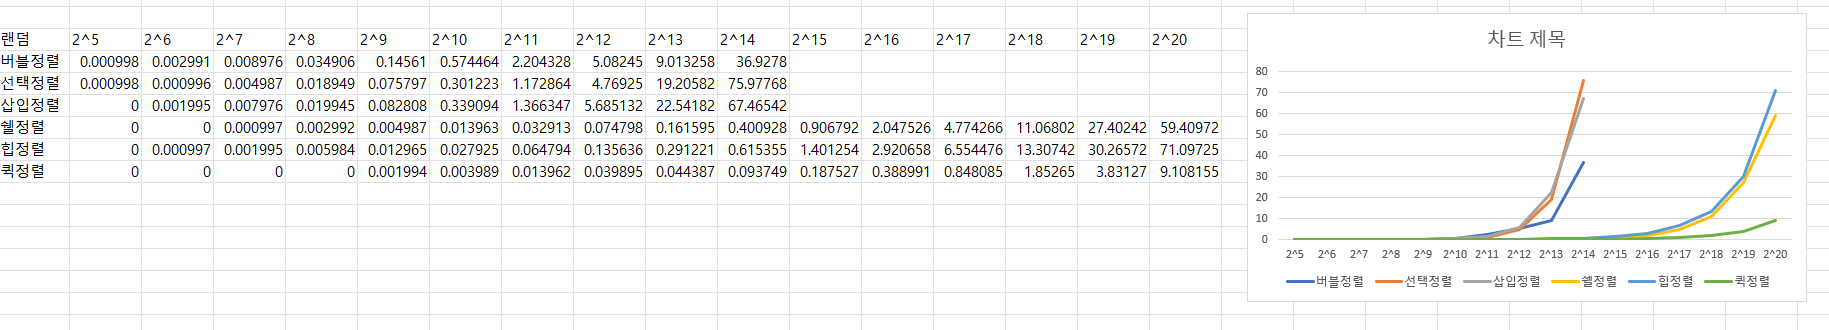 랜덤 2^5 2^6 2^7 2^8 2^9 2^10 2^11 2^12 2^13 2^14 2^15 2^16 2^17 2^18 2^19 2^20
버블정렬 0.000998 0.002991 0.008976 0.034906 0.14561 0.574464 2.204328 5.08245 9.013258 36.9278
선택정렬 0.000998 0.000996 0.004987 0.018949 0.075797 0.301223 1.172864 4.76925 19.20582 75.97768
삽입정렬 0 0.001995 0.007976 0.019945 0.082808 0.339094 1.366347 5.685132 22.54182 67.46542
쉘정렬 0 0 0.000997 0.002992 0.004987 0.013963 0.032913 0.074798 0.161595 0.400928 0.906792 2.047526 4.774266 11.06802 27.40242 59.40972
힙정렬 0 0.000997 0.001995 0.005984 0.012965 0.027925 0.064794 0.135636 0.291221 0.615355 1.401254 2.920658 6.554476 13.30742 30.26572 71.09725
퀵정렬 0 0 0 0 0.001994 0.003989 0.013962 0.039895 0.044387 0.093749 0.187527 0.388991 0.848085 1.85265 3.83127 9.108155
차트 제목
80
70
60
50
40
30
20
10
0
2^5 2^6 2^7 2^8 2^9 2^10 2^11 2^12 2^13 2^14 2^15 2^16 2^17 2^18 2^19 2^20
버블정렬 선택정렬 삽입정렬 쉘정렬 힙정렬 퀵정렬